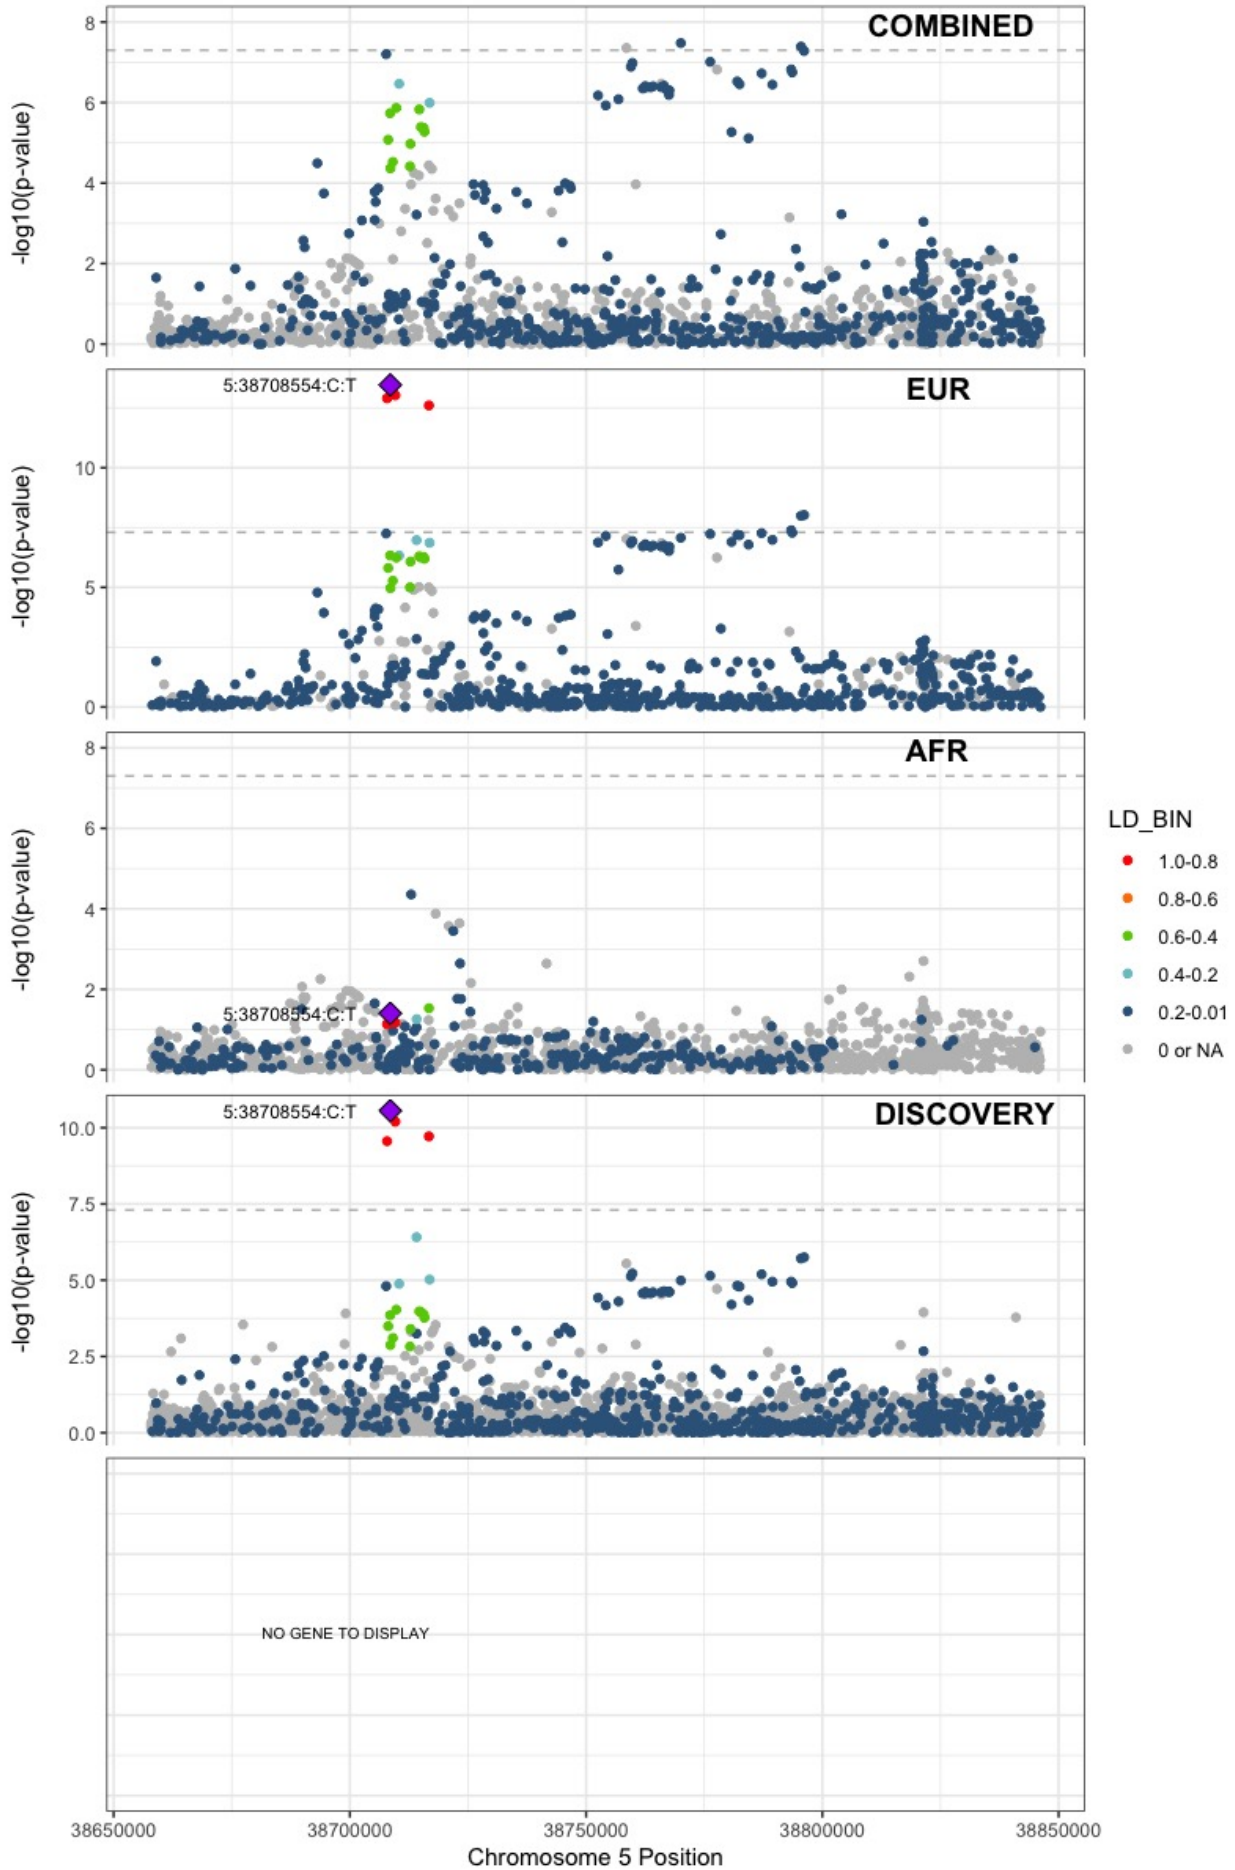 COMBINED
8
6
4
2
0
-log10(p-value)
EUR
5:38708554:C:T
10
5
0
-log10(p-value)
AFR
8
6
4
2
0
5:38708554:C:T
-log10(p-value)
LD_BIN
1.0-0.8
0.8-0.6
0.6-0.4
0.4-0.2
0.2-0.01
0 or NA
DISCOVERY
5:38708554:C:T
10.0
7.5
5.0
2.5
0.0
-log10(p-value)
NO GENE TO DISPLAY
38650000 38700000 38750000 38800000 38850000
Chromosome 5 Position